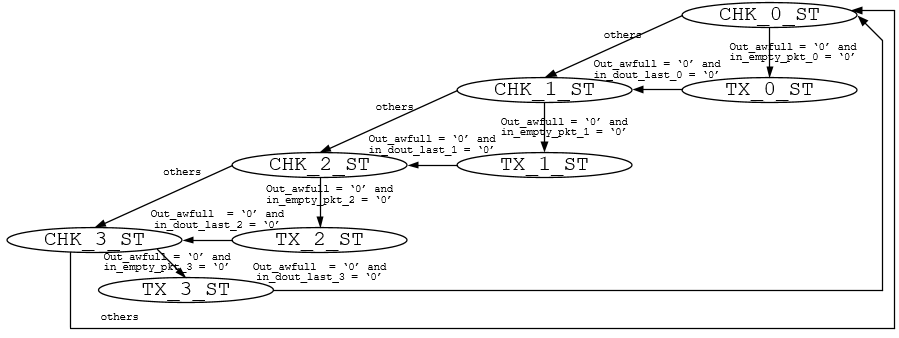 CHK_0_ST
others
Out_awfull = ‘0’ and
in_empty_pkt_0 = ‘0’
Out_awfull = ‘0’ and
in_dout_last_0 = ‘0’
CHK_1_ST
TX_0_ST
others
Out_awfull = ‘0’ and
in_empty_pkt_1 = ‘0’
Out_awfull = ‘0’ and
in_dout_last_1 = ‘0’
CHK_2_ST
TX_1_ST
others
Out_awfull = ‘0’ and
in_empty_pkt_2 = ‘0’
Out_awfull = ‘0’ and
in_dout_last_2 = ‘0’
CHK_3_ST
TX_2_ST
Out_awfull = ‘0’ and
in_empty_pkt_3 = ‘0’
Out_awfull = ‘0’ and
in_dout_last_3 = ‘0’
TX_3_ST
others